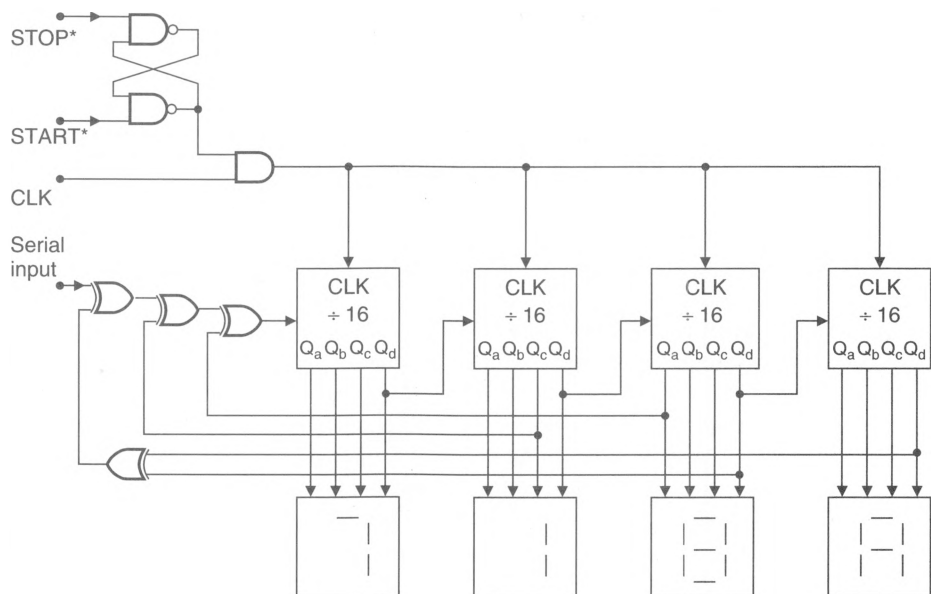 STOP*
START*
CLK
Serial
input
CLK
÷ 16
Qa Qb Qc Qd
CLK
÷ 16
Qa Qb Qc Qd
CLK
÷ 16
Qa Qb Qc Qd
CLK
÷ 16
Qa Qb Qc Qd
7 1 8 A